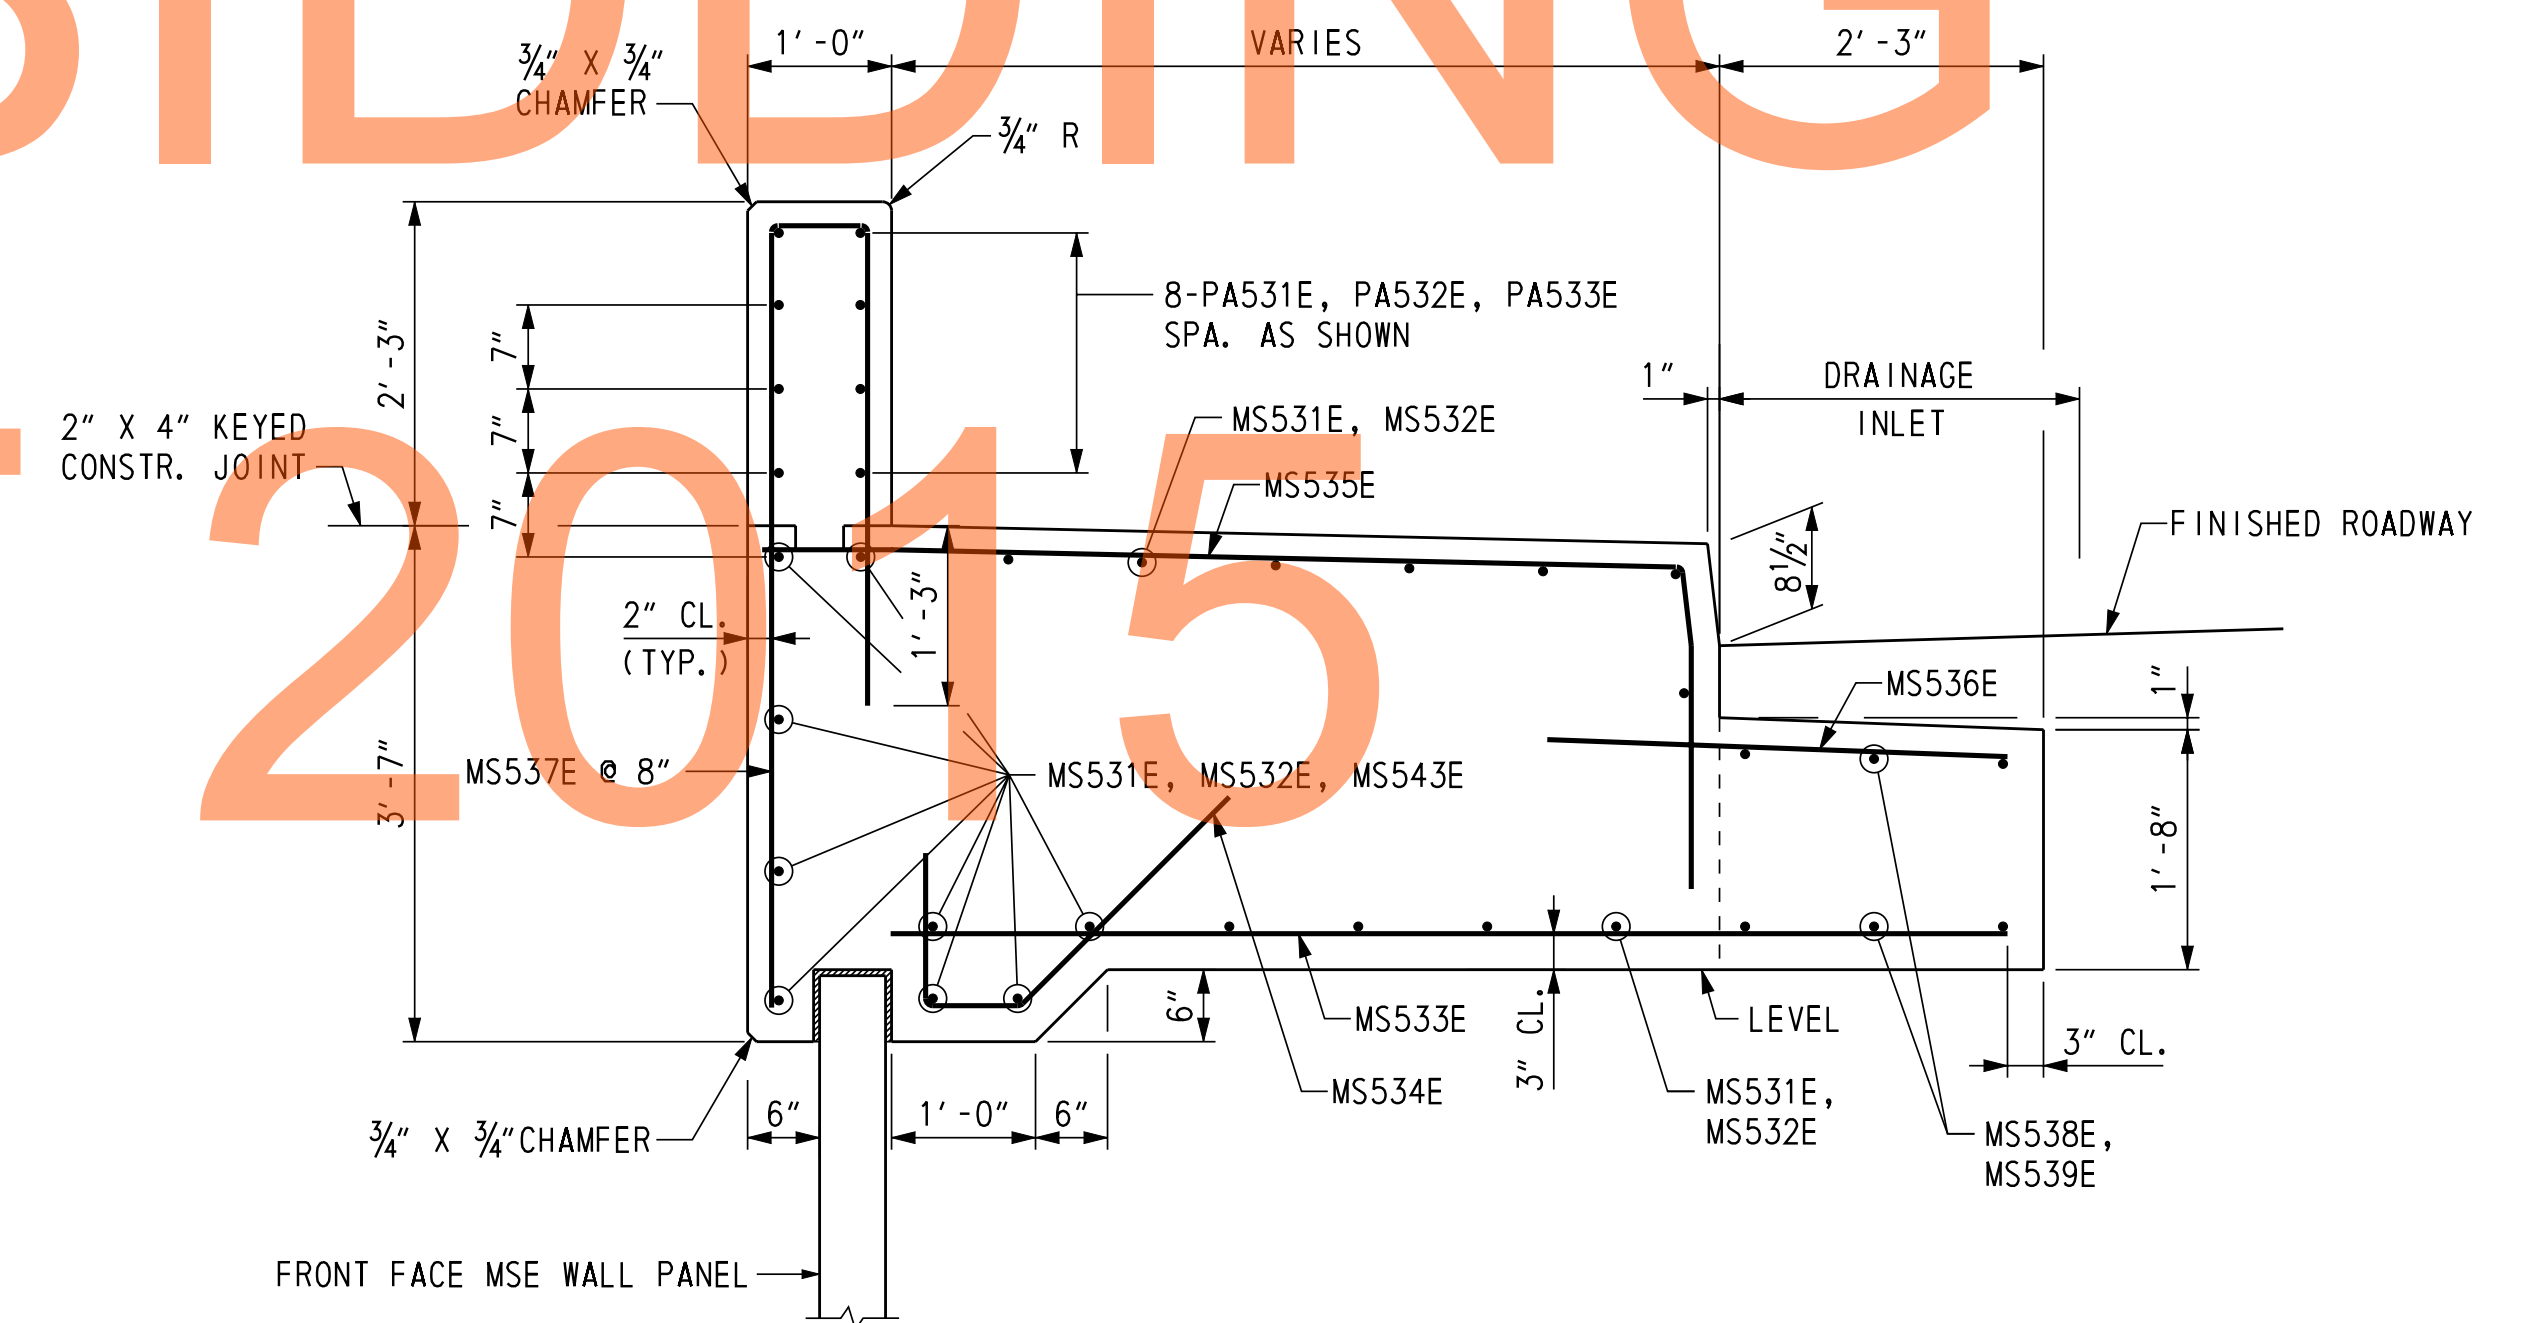 BIDDING
1'-0"
VARIES
2'-3"
3/4" X 3/4"
CHAMFER
3/4" R
8-PA531E, PA532E, PA533E
SPA. AS SHOWN
2'-3"
7"
7"
7"
1"
DRAINAGE
INLET
2" X 4" KEYED
CONSTR. JOINT
MS531E, MS532E
MS535E
2015
FINISHED ROADWAY
8 1/2"
2" CL.
(TYP.)
1'-3"
MS536E
1"
3'-7"
MS537E @ 8"
MS531E, MS532E, MS543E
1'-8"
6"
MS533E
3" CL.
LEVEL
3" CL.
MS534E
MS531E,
MS532E
6"
1'-0"
6"
3/4" X 3/4" CHAMFER
MS538E,
MS539E
FRONT FACE MSE WALL PANEL